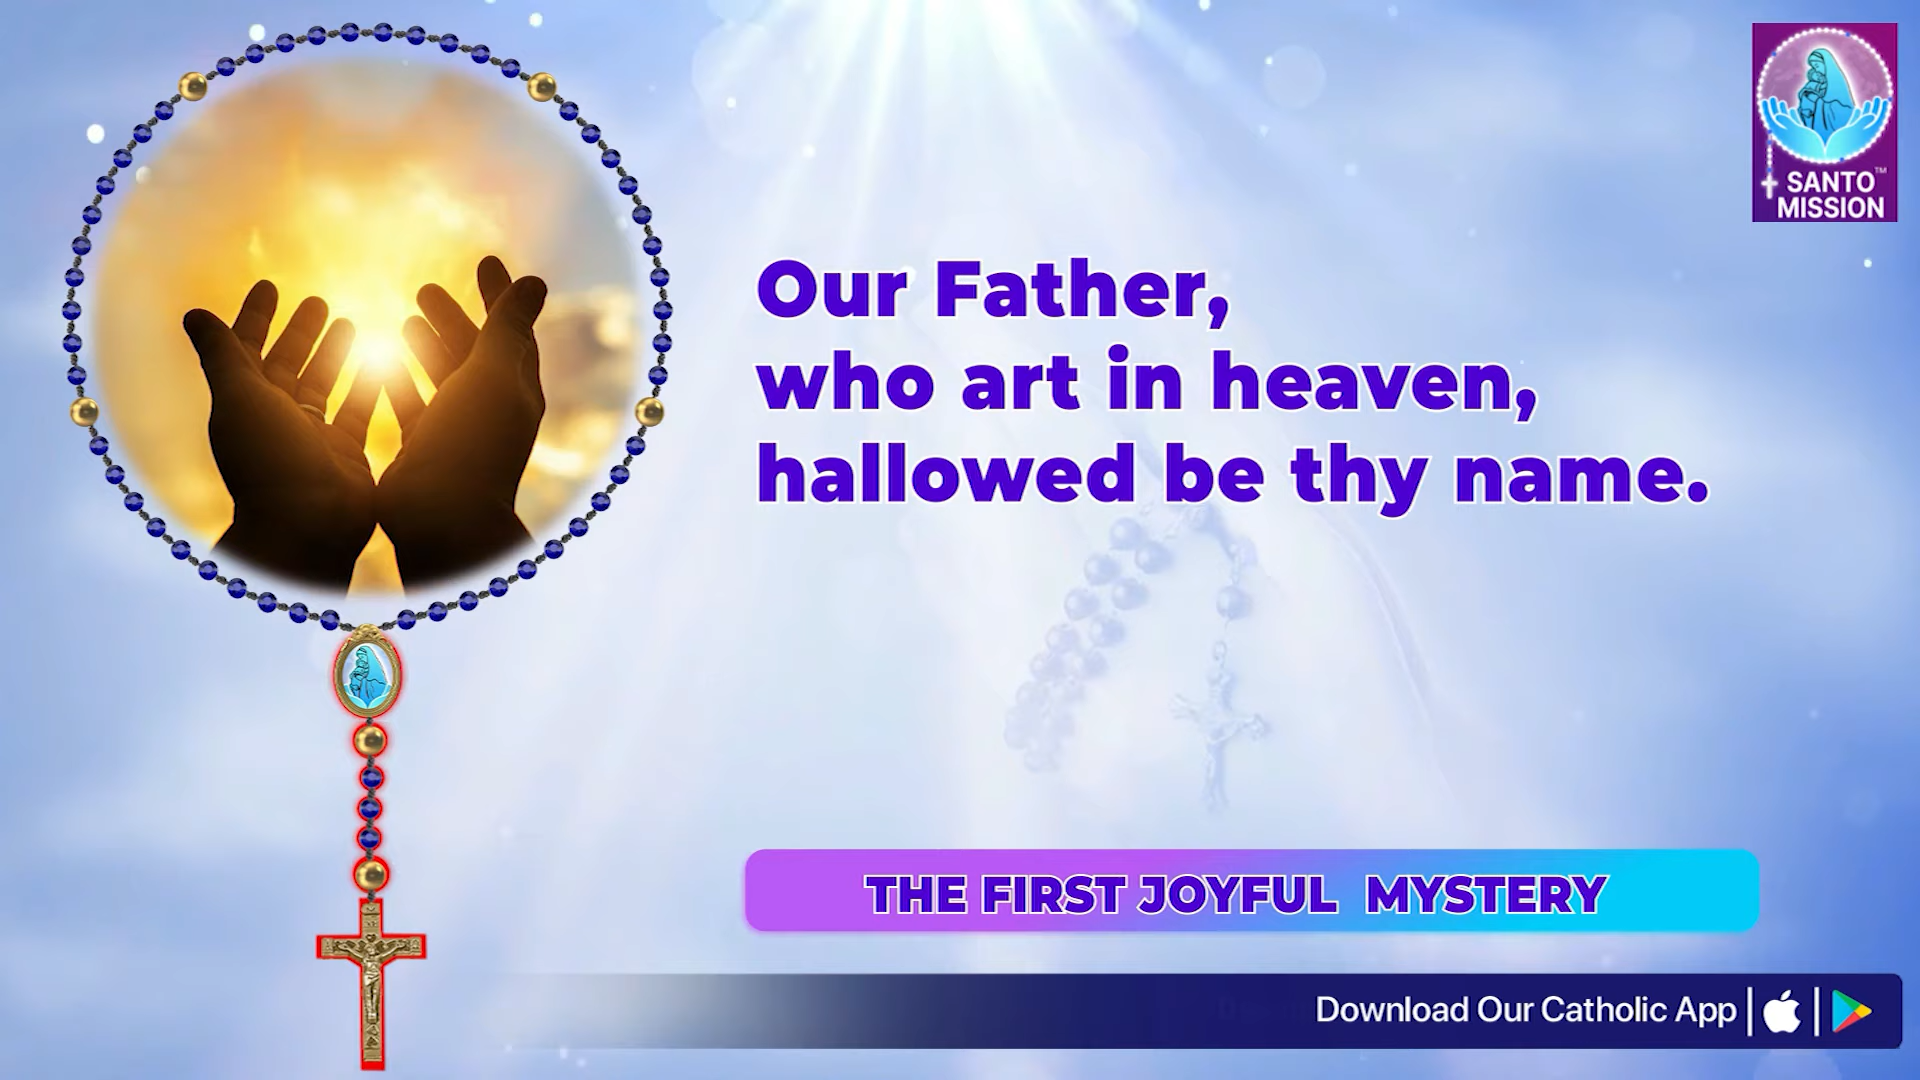 SANTO™
MISSION
Our Father,
who art in heaven,
hallowed be thy name.
THE FIRST JOYFUL MYSTERY
Download Our Catholic App